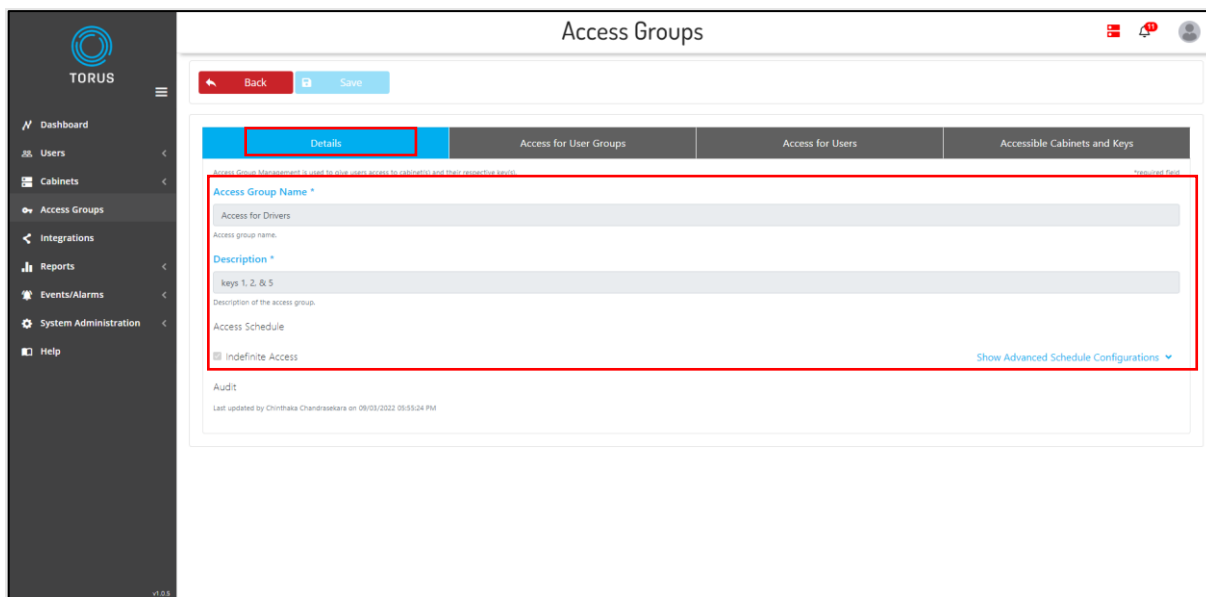 Access Groups
11
TORUS
Back
Save
Dashboard
Users
Cabinets
Access Groups
Integrations
Reports
Events/Alarms
System Administration
Help
v1.0.5
Details
Access for User Groups
Access for Users
Accessible Cabinets and Keys
Access Group Management is used to give users access to cabinet(s) and their respective key(s).
*required field
Access Group Name *
Access for Drivers
Access group name.
Description *
keys 1, 2, & 5
Description of the access group.
Access Schedule
Indefinite Access
Show Advanced Schedule Configurations
Audit
Last updated by Chinthaka Chandrasekara on 09/05/2022 05:55:24 PM